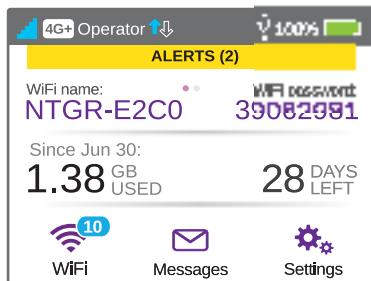 4G+ Operator 100%
ALERTS (2)
WiFi name: WiFi password:
NTGR-E2C0
Since Jun 30:
1.38 GB USED 28 DAYS LEFT
10
WiFi Messages Settings